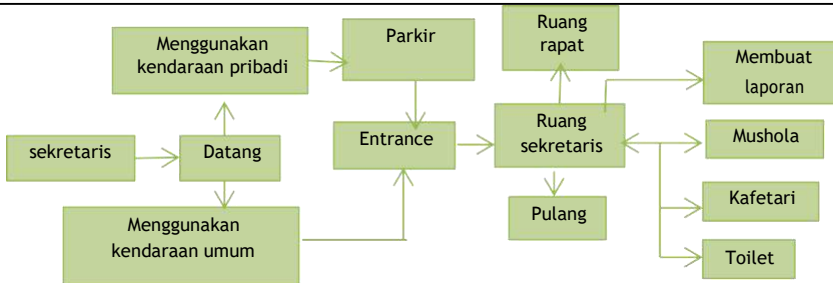 Menggunakan
kendaraan pribadi
Parkir
Ruang
rapat
Membuat
laporan
sekretaris
Datang
Entrance
Ruang
sekretaris
Mushola
Menggunakan
kendaraan umum
Pulang
Kafetari
Toilet